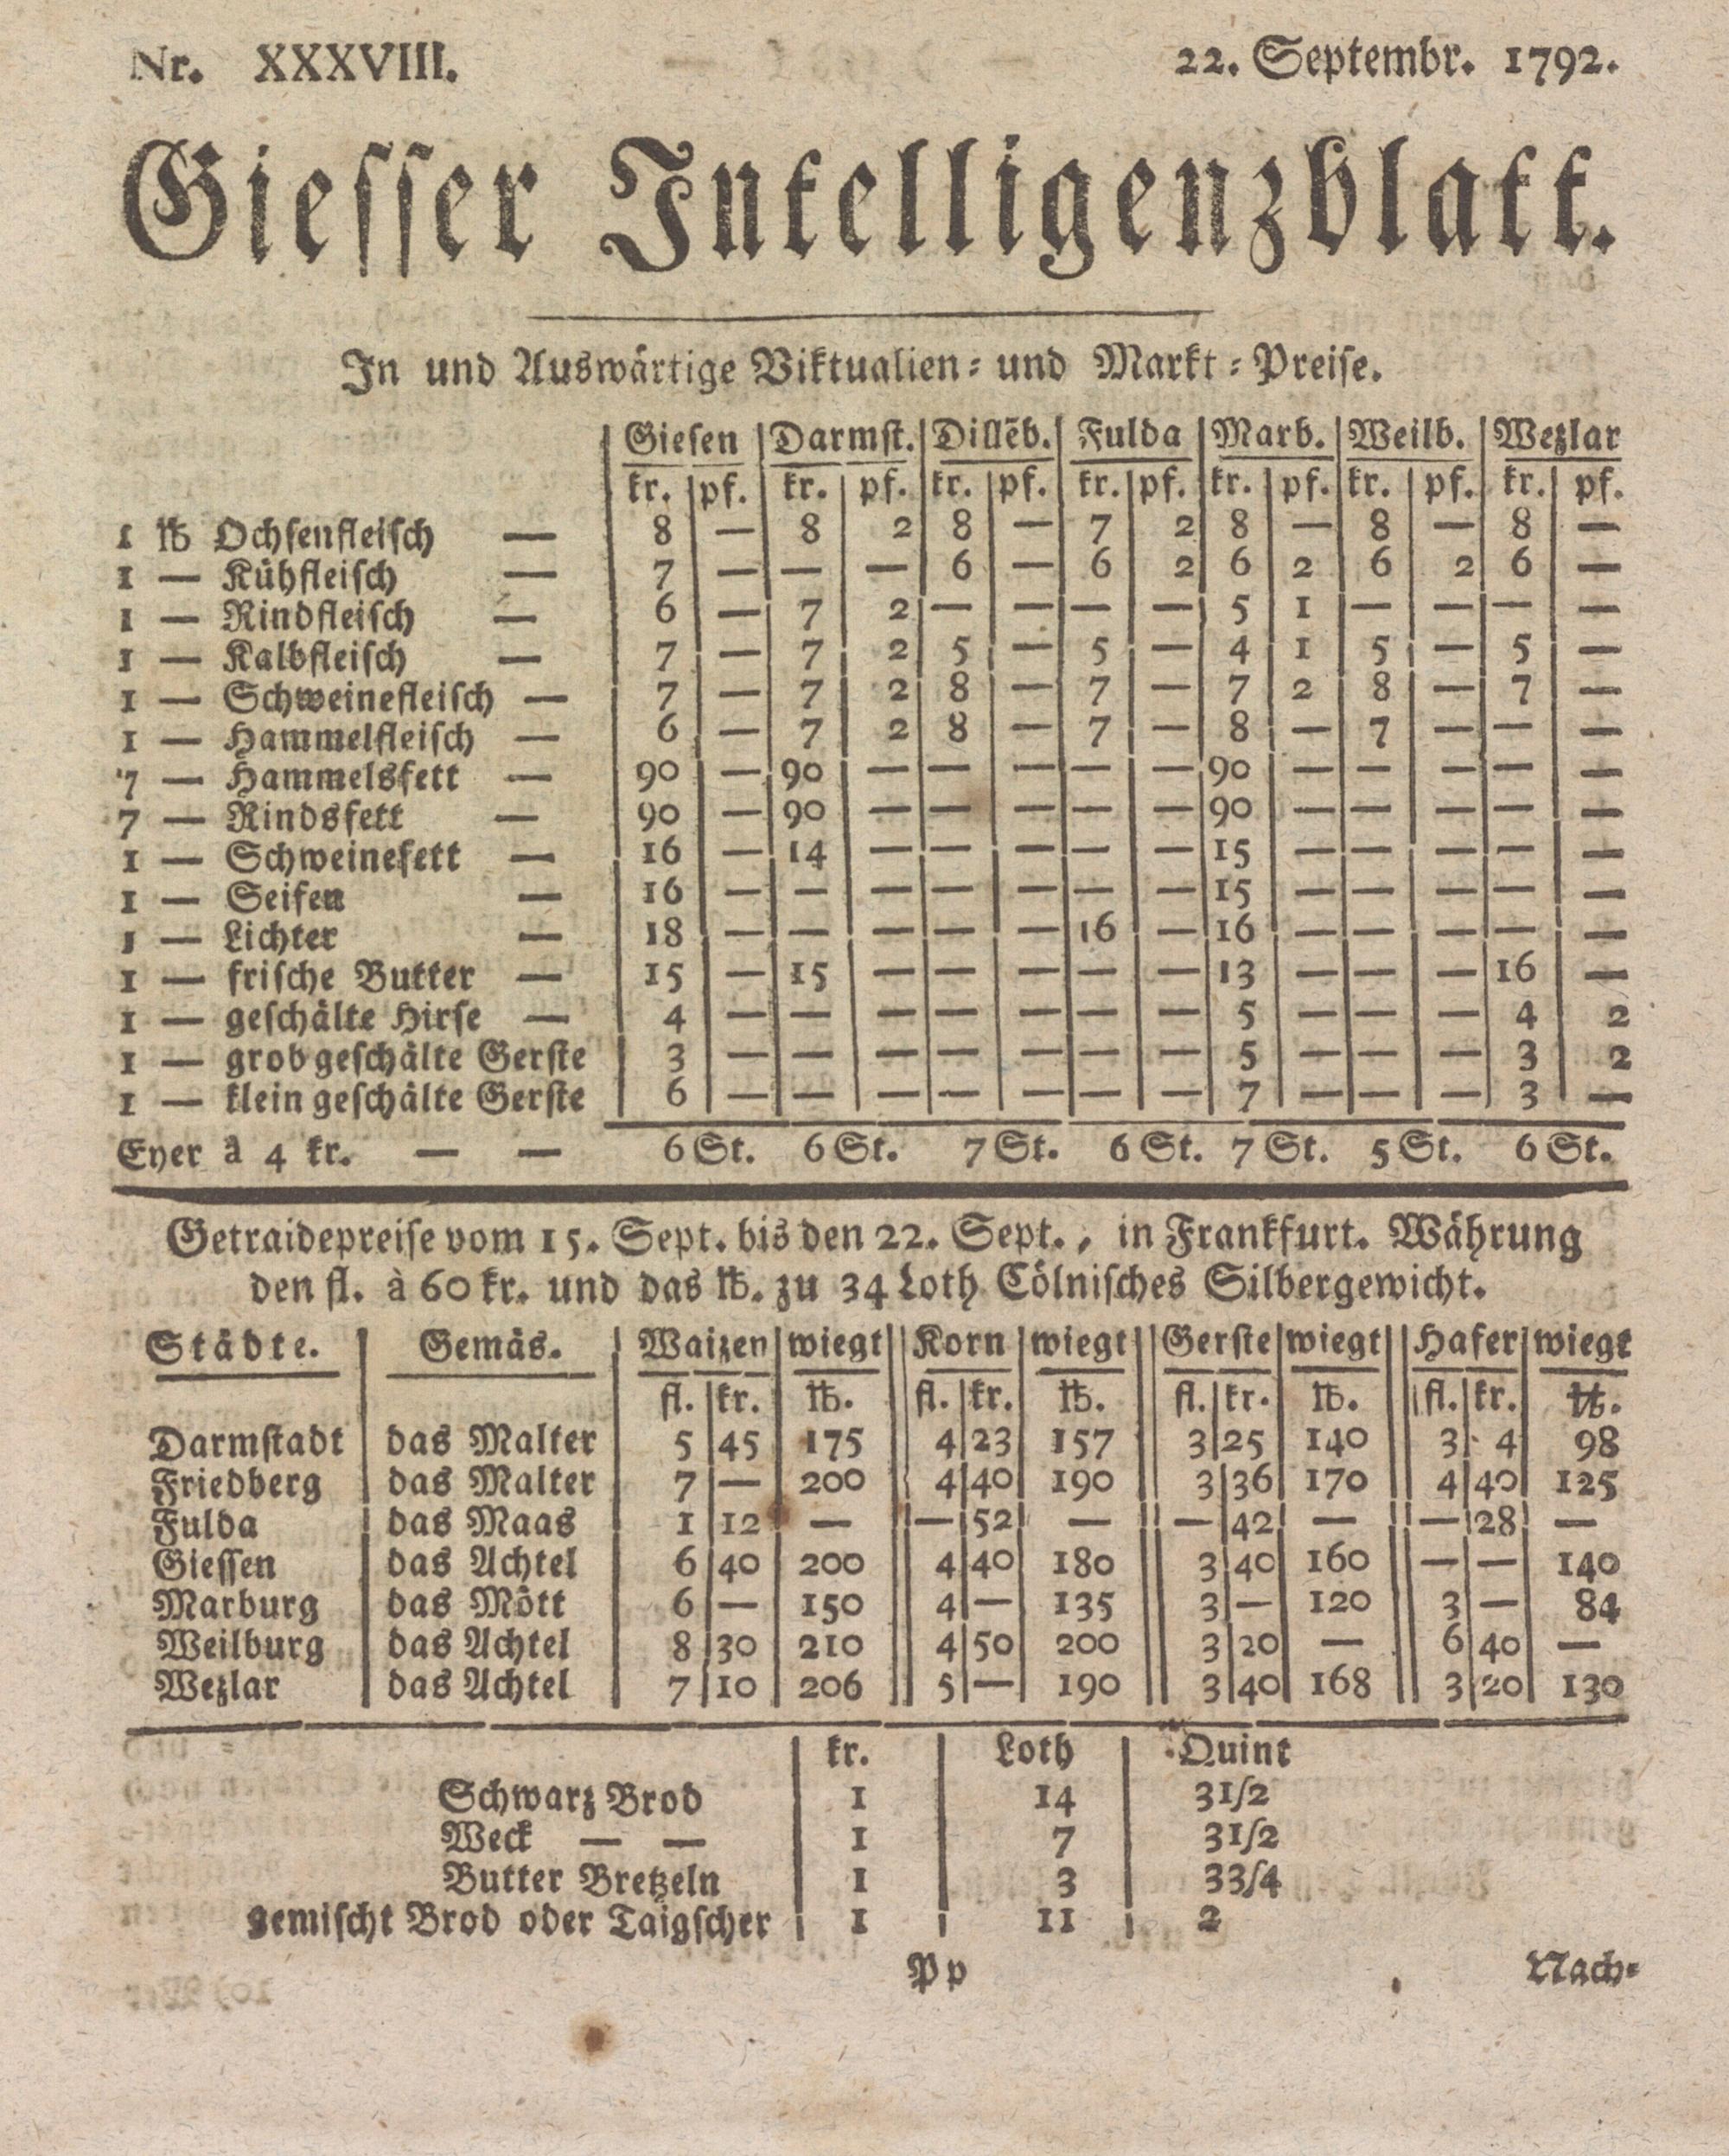 Nr. XXXVIII. 22. Septembr. 1792.
Giesser Intelligenzblatt.
In und Auswärtige Viktualien= und Markt=Preise.
Giesen Darmst. Dillēb. Fulda Marb. Weilb. Wezlar
kr. pf. kr. pf. kr. pf. kr. pf. kr. pf. kr. pf. kr. pf.
1 ℔ Ochsenfleisch — 8 — 8 2 8 — 7 2 8 — 8 — 8 —
1 — Kühfleisch — 7 — — — 6 — 6 2 6 2 6 2 6 —
1 — Rindfleisch — 6 — 7 2 — — — — 5 1 — — — —
1 — Kalbfleisch — 7 — 7 2 5 — 5 — 4 1 5 — 5 —
1 — Schweinefleisch — 7 — 7 2 8 — 7 — 7 2 8 — 7 —
1 — Hammelfleisch — 6 — 7 2 8 — 7 — 8 — 7 — — —
7 — Hammelsfett — 90 — 90 — — — — — 90 — — — — —
7 — Rindsfett — 90 — 90 — — — — — 90 — — — — —
1 — Schweinefett — 16 — 14 — — — — — 15 — — — — —
1 — Seifen — 16 — — — — — — — 15 — — — — —
1 — Lichter — 18 — — — — — 16 — 16 — — — — —
1 — frische Butter — 15 — 15 — — — — — 13 — — — 16 —
1 — geschälte Hirse — 4 — — — — — — — 5 — — — 4 2
1 — grob geschälte Gerste 3 — — — — — — — 5 — — — 3 2
1 — klein geschälte Gerste 6 — — — — — — — 7 — — — 3 —
Eyer à 4 kr. — — 6 St. 6 St. 7 St. 6 St. 7 St. 5 St. 6 St.
Getraidepreise vom 15. Sept. bis den 22. Sept., in Frankfurt. Währung
den fl. à 60 kr. und das ℔. zu 34 Loth Cölnisches Silbergewicht.
Städte. Gemäs. Waizen wiegt Korn wiegt Gerste wiegt Hafer wiegt
fl. kr. ℔. fl. kr. ℔. fl. kr. ℔. fl. kr. ℔.
Darmstadt das Malter 5 45 175 4 23 157 3 25 140 3 4 98
Friedberg das Malter 7 — 200 4 40 190 3 36 170 4 40 125
Fulda das Maas 1 12 — — 52 — — 42 — — 28 —
Giessen das Achtel 6 40 200 4 40 180 3 40 160 — — 140
Marburg das Mött 6 — 150 4 — 135 3 — 120 3 — 84
Weilburg das Achtel 8 30 210 4 50 200 3 20 — 6 40 —
Wezlar das Achtel 7 10 206 5 — 190 3 40 168 3 20 130
kr. Loth Quint
Schwarz Brod 1 14 3 1/2
Weck — — 1 7 3 1/2
Butter Bretzeln 1 3 3 3/4
gemischt Brod oder Taigscher 1 11 2
Pp Nach=